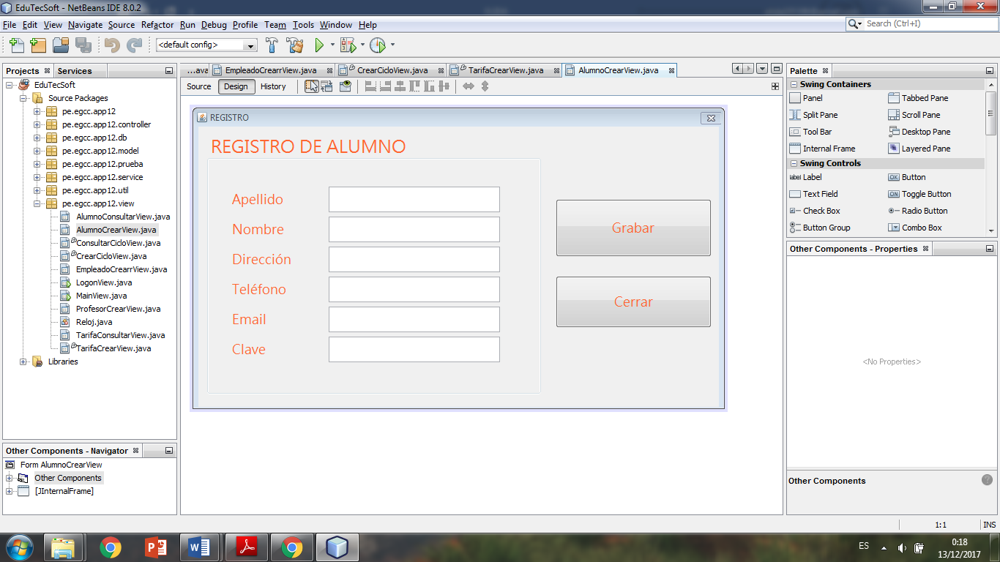 EduTecSoft - NetBeans IDE 8.0.2
File Edit View Navigate Source Refactor Run Debug Profile Team Tools Window Help
Search (Ctrl+I)
<default config>
Projects Services
EduTecSoft
Source Packages
pe.egcc.app12
pe.egcc.app12.controller
pe.egcc.app12.db
pe.egcc.app12.model
pe.egcc.app12.prueba
pe.egcc.app12.service
pe.egcc.app12.util
pe.egcc.app12.view
AlumnoConsultarView.java
AlumnoCrearView.java
ConsultarCicloView.java
CrearCicloView.java
EmpleadoCrearrView.java
LogonView.java
MainView.java
ProfesorCrearView.java
Reloj.java
TarifaConsultarView.java
TarifaCrearView.java
Libraries
Other Components - Navigator
Form AlumnoCrearView
Other Components
[JInternalFrame]
...ava EmpleadoCrearrView.java CrearCicloView.java TarifaCrearView.java AlumnoCrearView.java
Source Design History
REGISTRO
REGISTRO DE ALUMNO
Apellido
Nombre
Dirección
Teléfono
Email
Clave
Grabar
Cerrar
Palette
Swing Containers
Panel Tabbed Pane
Split Pane Scroll Pane
Tool Bar Desktop Pane
Internal Frame Layered Pane
Swing Controls
label Label OK Button
Text Field ON Toggle Button
Check Box Radio Button
Button Group Combo Box
Other Components - Properties
<No Properties>
Other Components
1:1 INS
ES
0:18
13/12/2017